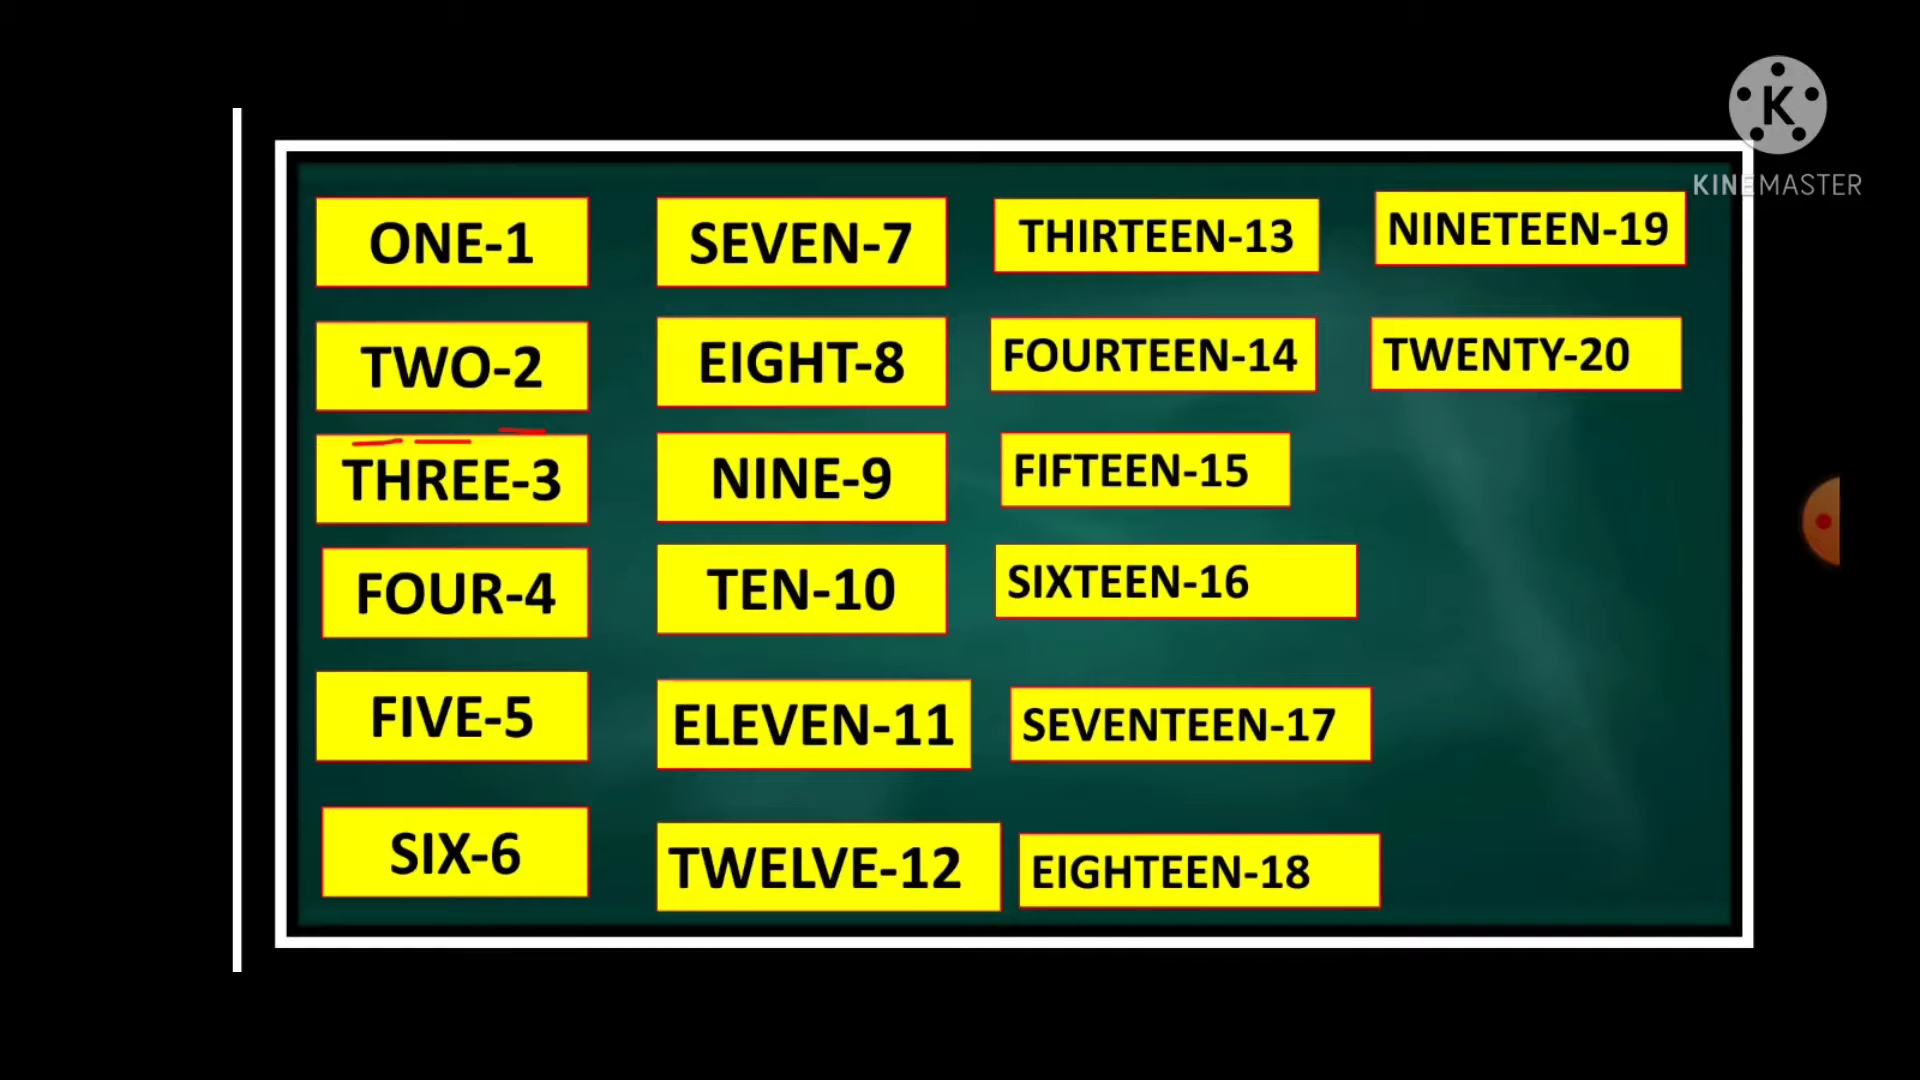 ONE-1
TWO-2
THREE-3
FOUR-4
FIVE-5
SIX-6
SEVEN-7
EIGHT-8
NINE-9
TEN-10
ELEVEN-11
TWELVE-12
THIRTEEN-13
FOURTEEN-14
FIFTEEN-15
SIXTEEN-16
SEVENTEEN-17
EIGHTEEN-18
NINETEEN-19
TWENTY-20
K
KINEMASTER